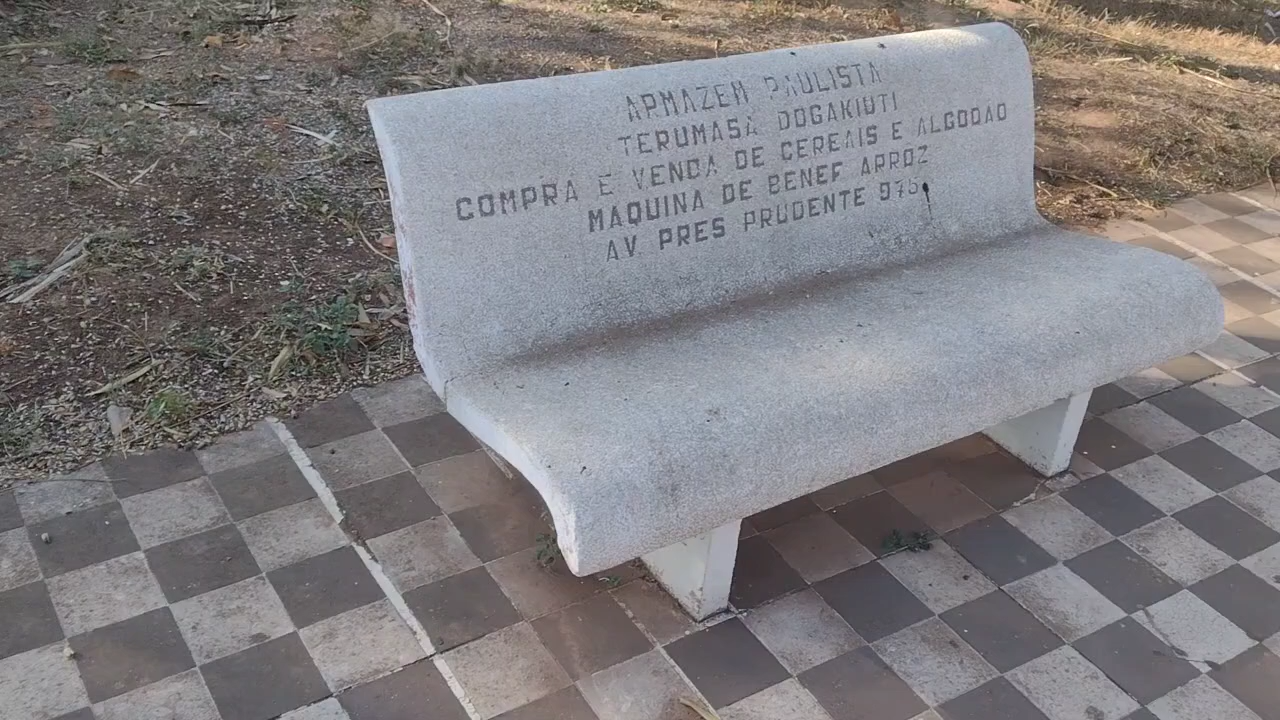 ARMAZEM PAULISTA
TERUMASA DOGAKIUTI
COMPRA E VENDA DE CEREAIS E ALGODAO
MAQUINA DE BENEF ARROZ
AV PRES PRUDENTE 975